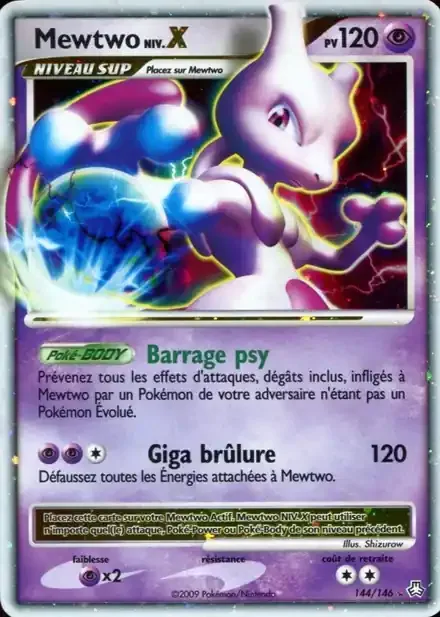 Mewtwo NIV.X PV 120
NIVEAU SUP Placez sur Mewtwo
Poké-BODY Barrage psy
Prévenez tous les effets d'attaques, dégâts inclus, infligés à
Mewtwo par un Pokémon de votre adversaire n'étant pas un
Pokémon Évolué.
Giga brûlure 120
Défaussez toutes les Énergies attachées à Mewtwo.
Placez cette carte sur votre Mewtwo Actif. Mewtwo NIV.X peut utiliser
n'importe quel(le) attaque, Poké-Power ou Poké-Body de son niveau précédent.
Illus. Shizurow
faiblesse résistance coût de retraite
x2
©2009 Pokémon/Nintendo 144/146